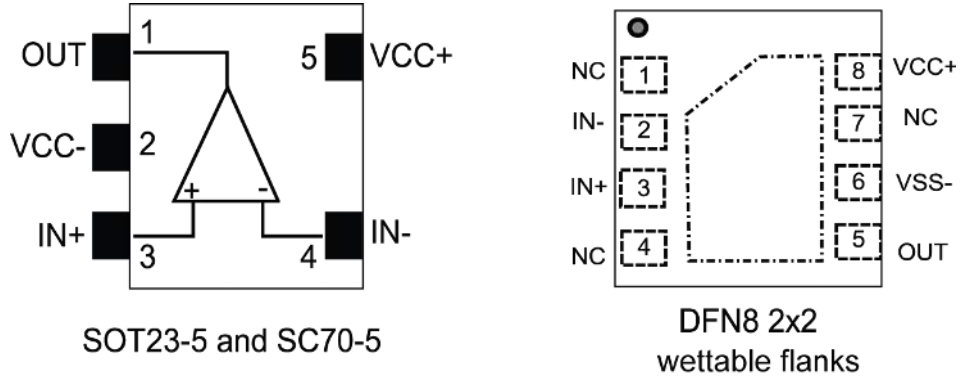 OUT 1
5 VCC+
VCC- 2
+ -
IN+ 3
4 IN-
SOT23-5 and SC70-5
NC 1
8 VCC+
IN- 2
7 NC
IN+ 3
6 VSS-
NC 4
5 OUT
DFN8 2x2
wettable flanks